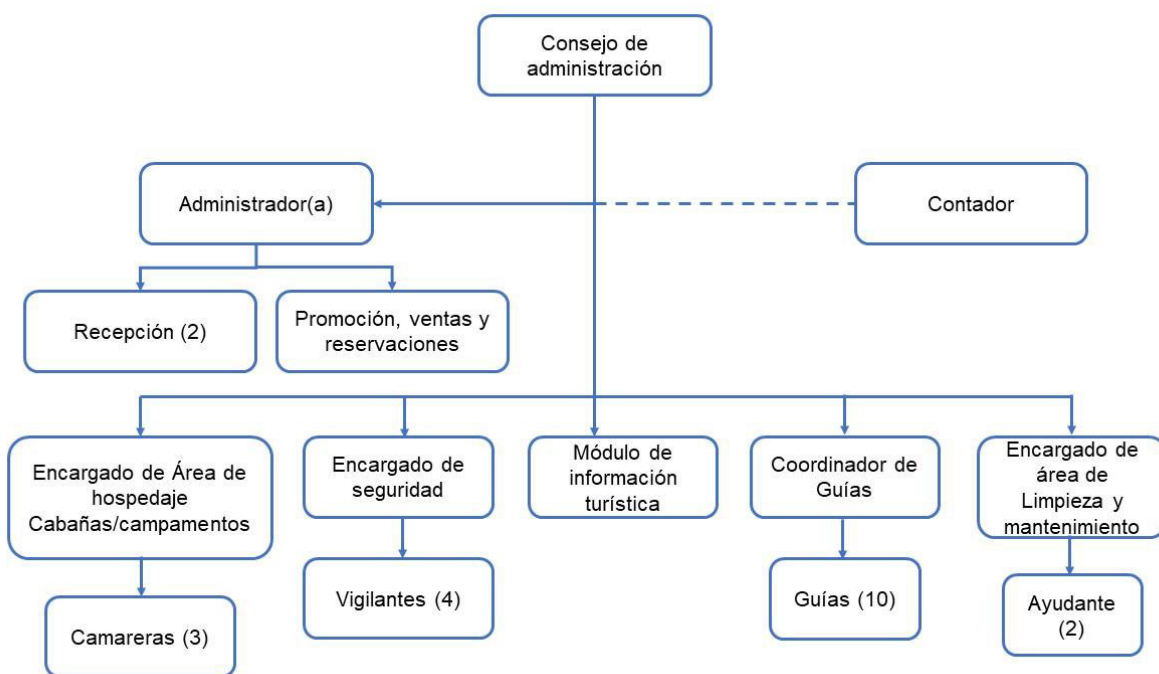 Consejo de
administración
Administrador(a)
Contador
Recepción (2)
Promoción, ventas y
reservaciones
Encargado de Área de
hospedaje
Cabañas/campamentos
Encargado de
seguridad
Módulo de
información
turística
Coordinador de
Guías
Encargado de
área de
Limpieza y
mantenimiento
Camareras (3)
Vigilantes (4)
Guías (10)
Ayudante
(2)